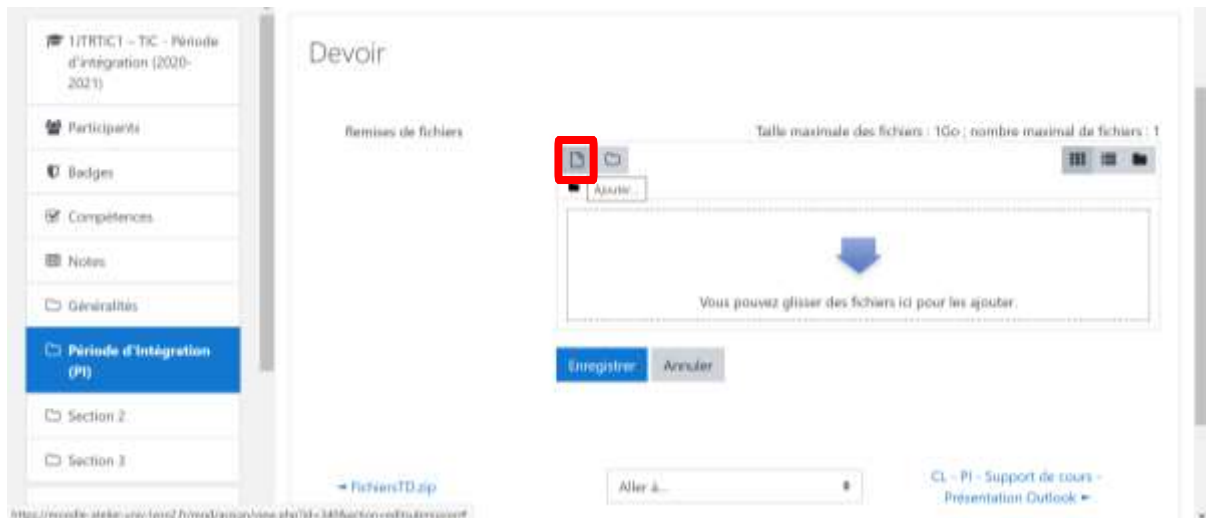 1JTRTIC1 - TIC - Période
d'intégration (2020-
2021)
Participants
Badges
Compétences
Notes
Généralités
Période d'Intégration
(PI)
Section 2
Section 3
Devoir
Remises de fichiers
Taille maximale des fichiers : 1Go ; nombre maximal de fichiers : 1
Ajouter...
Vous pouvez glisser des fichiers ici pour les ajouter.
Enregistrer
Annuler
FichiersTD.zip
Aller à...
CL - PI - Support de cours -
Présentation Outlook